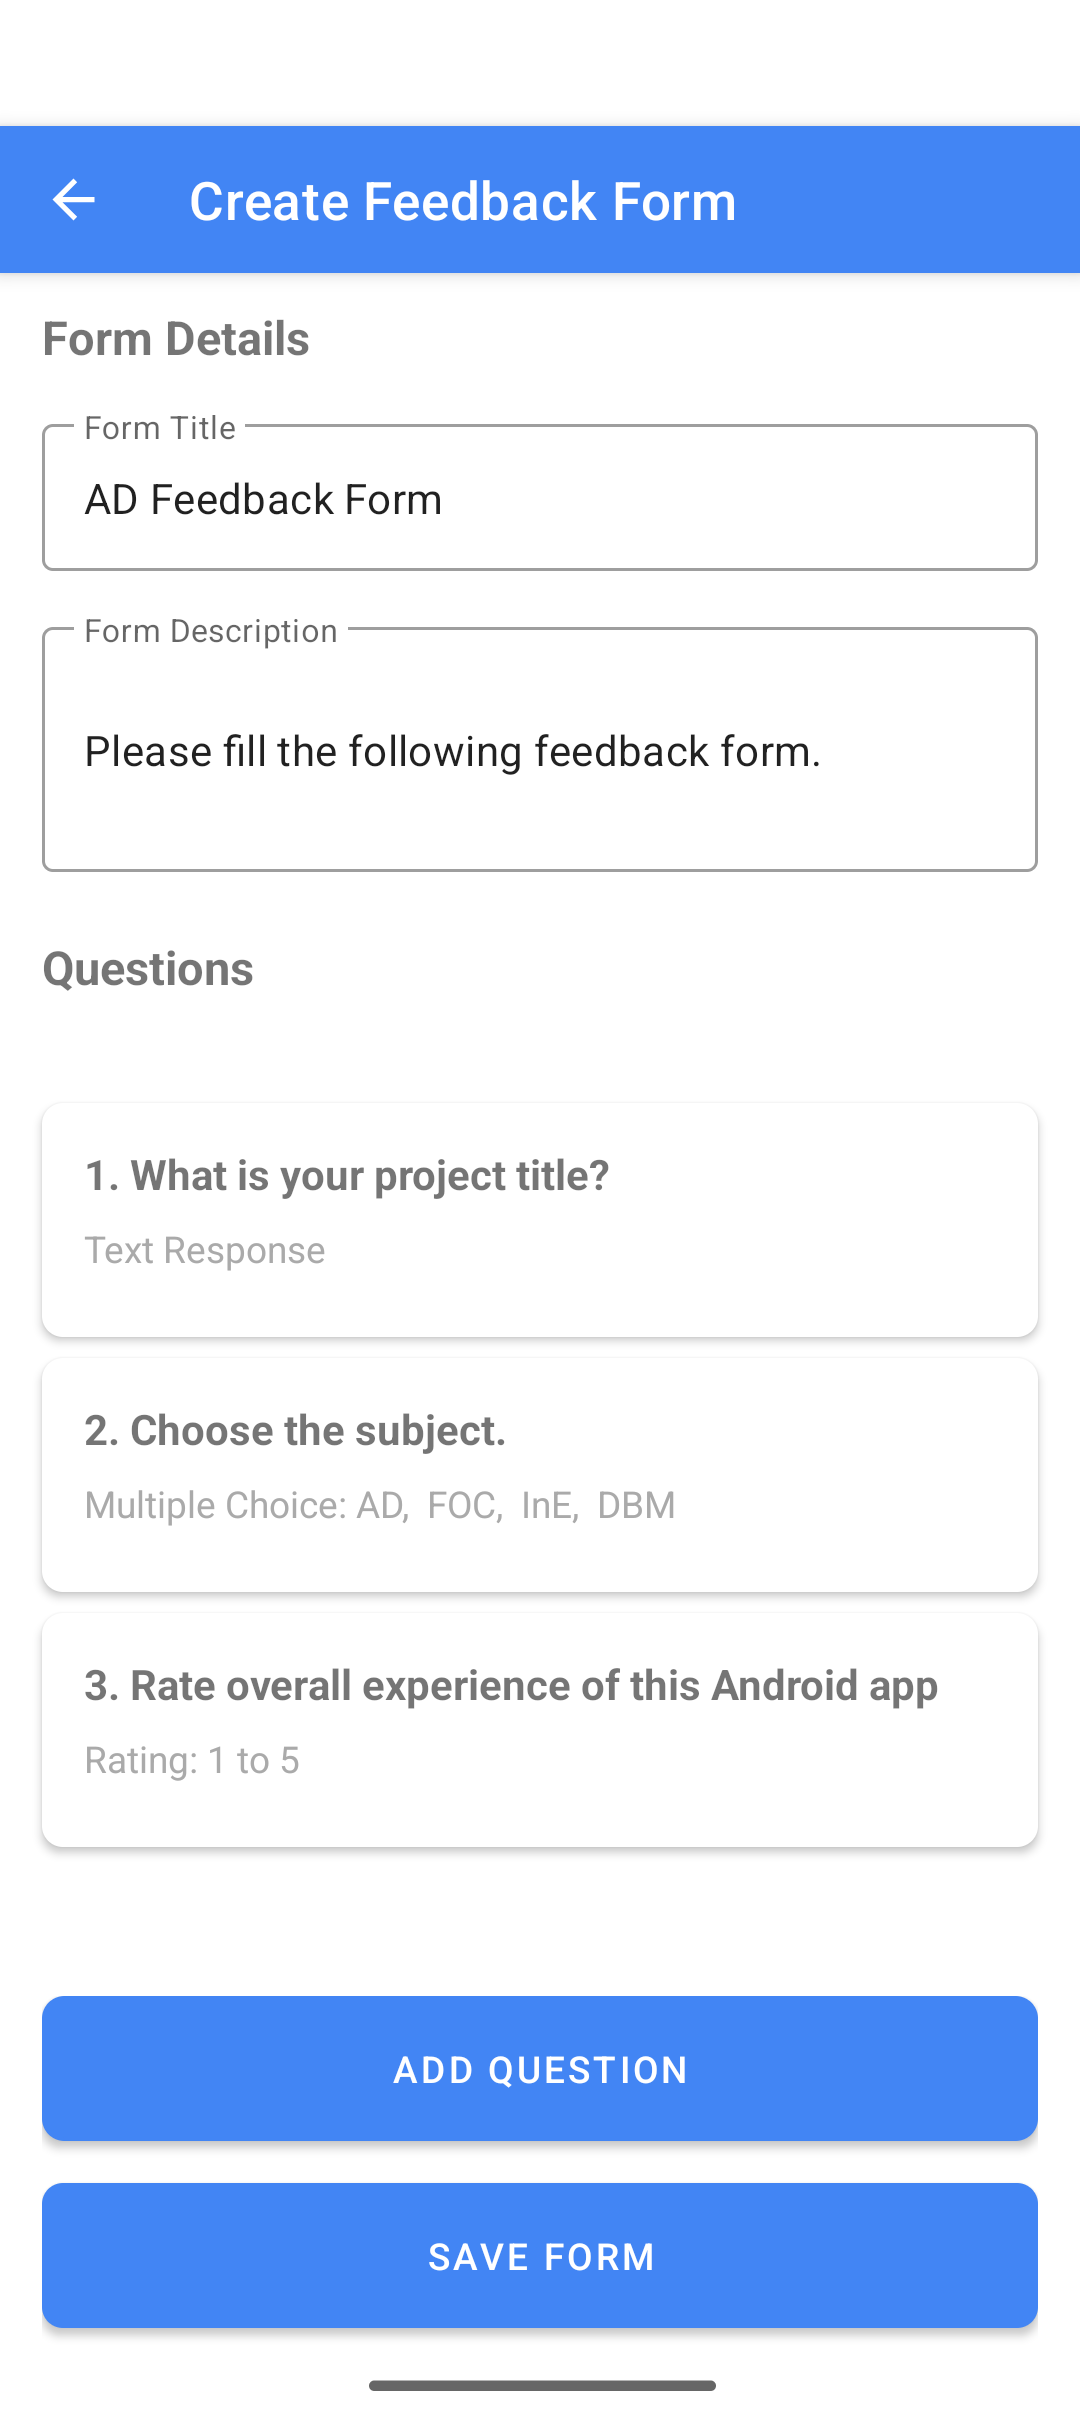 Create Feedback Form
Form Details
Form Title
AD Feedback Form
Form Description
Please fill the following feedback form.
Questions
1. What is your project title?
Text Response
2. Choose the subject.
Multiple Choice: AD,  FOC,  InE,  DBM
3. Rate overall experience of this Android app
Rating: 1 to 5
ADD QUESTION
SAVE FORM